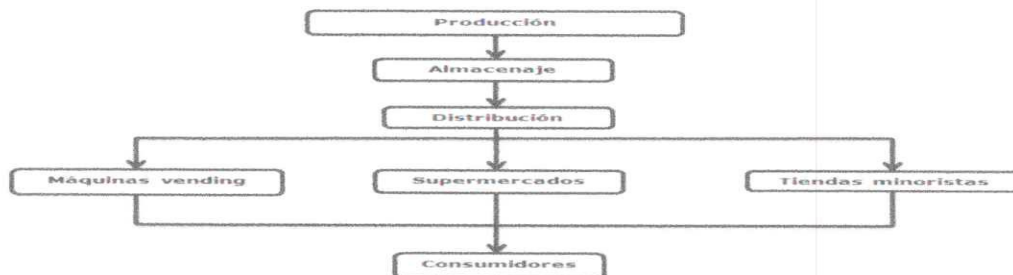 Producción
Almacenaje
Distribución
Máquinas vending
Supermercados
Tiendas minoristas
Consumidores